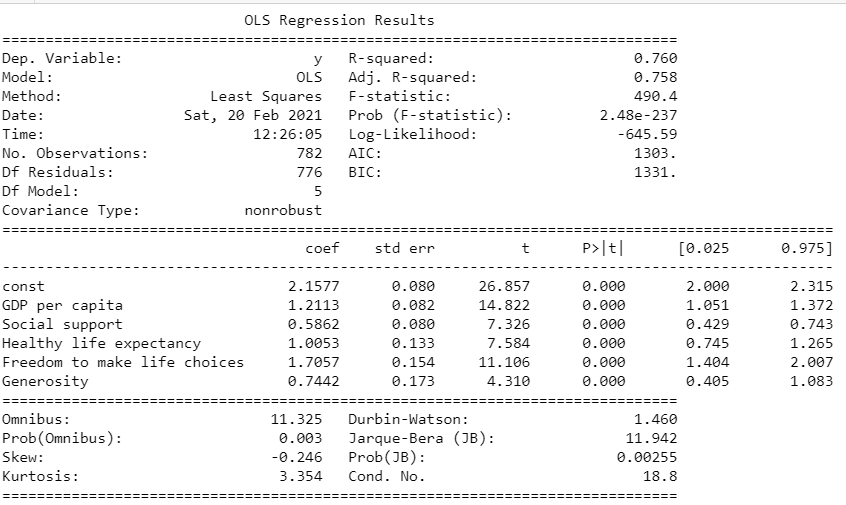 OLS Regression Results
==============================================================================
Dep. Variable: y R-squared: 0.760
Model: OLS Adj. R-squared: 0.758
Method: Least Squares F-statistic: 490.4
Date: Sat, 20 Feb 2021 Prob (F-statistic): 2.48e-237
Time: 12:26:05 Log-Likelihood: -645.59
No. Observations: 782 AIC: 1303.
Df Residuals: 776 BIC: 1331.
Df Model: 5
Covariance Type: nonrobust
================================================================================================
coef std err t P>|t| [0.025 0.975]
------------------------------------------------------------------------------------------------
const 2.1577 0.080 26.857 0.000 2.000 2.315
GDP per capita 1.2113 0.082 14.822 0.000 1.051 1.372
Social support 0.5862 0.080 7.326 0.000 0.429 0.743
Healthy life expectancy 1.0053 0.133 7.584 0.000 0.745 1.265
Freedom to make life choices 1.7057 0.154 11.106 0.000 1.404 2.007
Generosity 0.7442 0.173 4.310 0.000 0.405 1.083
==============================================================================
Omnibus: 11.325 Durbin-Watson: 1.460
Prob(Omnibus): 0.003 Jarque-Bera (JB): 11.942
Skew: -0.246 Prob(JB): 0.00255
Kurtosis: 3.354 Cond. No. 18.8
==============================================================================